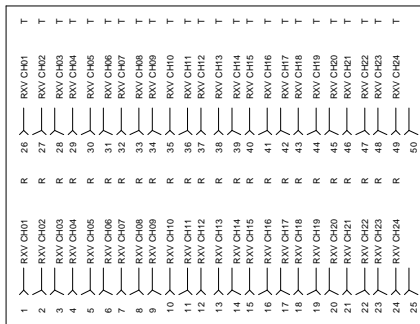 1 RXV CH01 R 26 RXV CH01 T
2 RXV CH02 R 27 RXV CH02 T
3 RXV CH03 R 28 RXV CH03 T
4 RXV CH04 R 29 RXV CH04 T
5 RXV CH05 R 30 RXV CH05 T
6 RXV CH06 R 31 RXV CH06 T
7 RXV CH07 R 32 RXV CH07 T
8 RXV CH08 R 33 RXV CH08 T
9 RXV CH09 R 34 RXV CH09 T
10 RXV CH10 R 35 RXV CH10 T
11 RXV CH11 R 36 RXV CH11 T
12 RXV CH12 R 37 RXV CH12 T
13 RXV CH13 R 38 RXV CH13 T
14 RXV CH14 R 39 RXV CH14 T
15 RXV CH15 R 40 RXV CH15 T
16 RXV CH16 R 41 RXV CH16 T
17 RXV CH17 R 42 RXV CH17 T
18 RXV CH18 R 43 RXV CH18 T
19 RXV CH19 R 44 RXV CH19 T
20 RXV CH20 R 45 RXV CH20 T
21 RXV CH21 R 46 RXV CH21 T
22 RXV CH22 R 47 RXV CH22 T
23 RXV CH23 R 48 RXV CH23 T
24 RXV CH24 R 49 RXV CH24 T
25 50